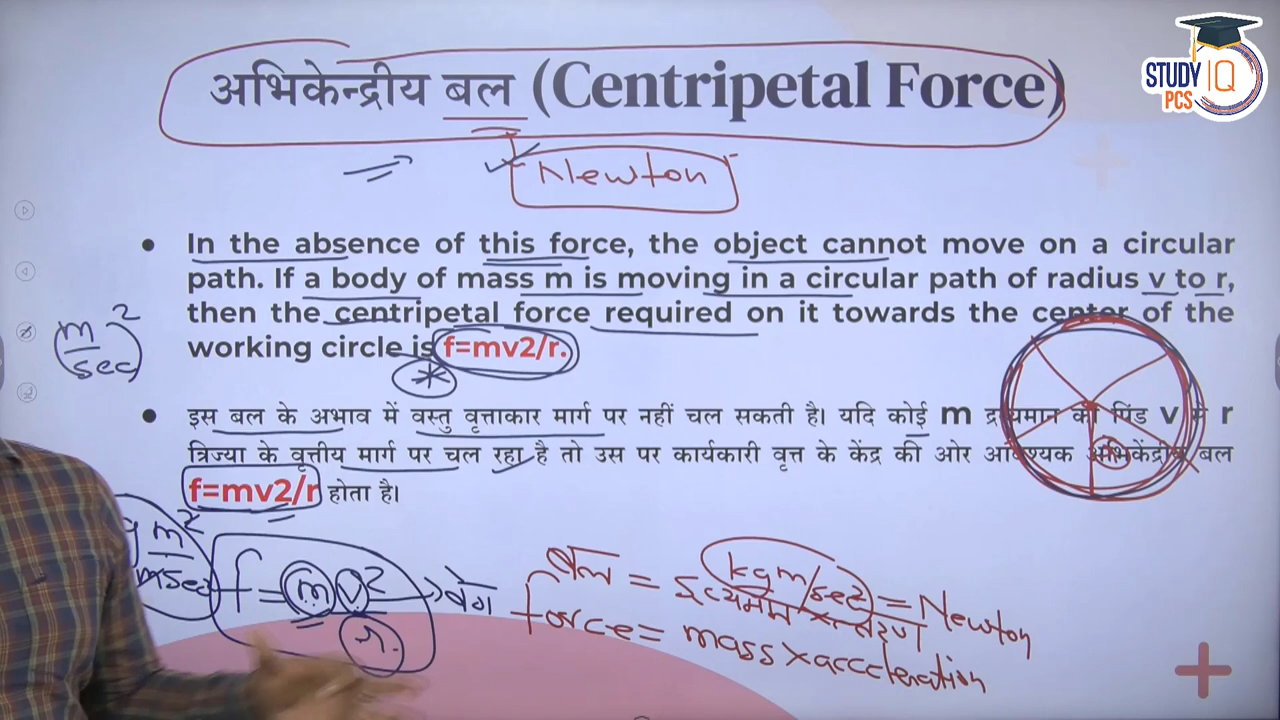 अभिकेन्द्रीय बल (Centripetal Force)
STUDY IQ
PCS
Newton
• In the absence of this force, the object cannot move on a circular
path. If a body of mass m is moving in a circular path of radius v to r,
then the centripetal force required on it towards the center of the
working circle is f=mv2/r.
(m/sec)²
• इस बल के अभाव में वस्तु वृत्ताकार मार्ग पर नहीं चल सकती है। यदि कोई m द्रव्यमान का पिंड v से r
त्रिज्या के वृत्तीय मार्ग पर चल रहा है तो उस पर कार्यकारी वृत्त के केंद्र की ओर आवश्यक अभिकेंद्रीय बल
f=mv2/r होता है।
f = mv²/r → वेग
kgm/sec² = Newton
बल = द्रव्यमान × त्वरण
force = mass × acceleration